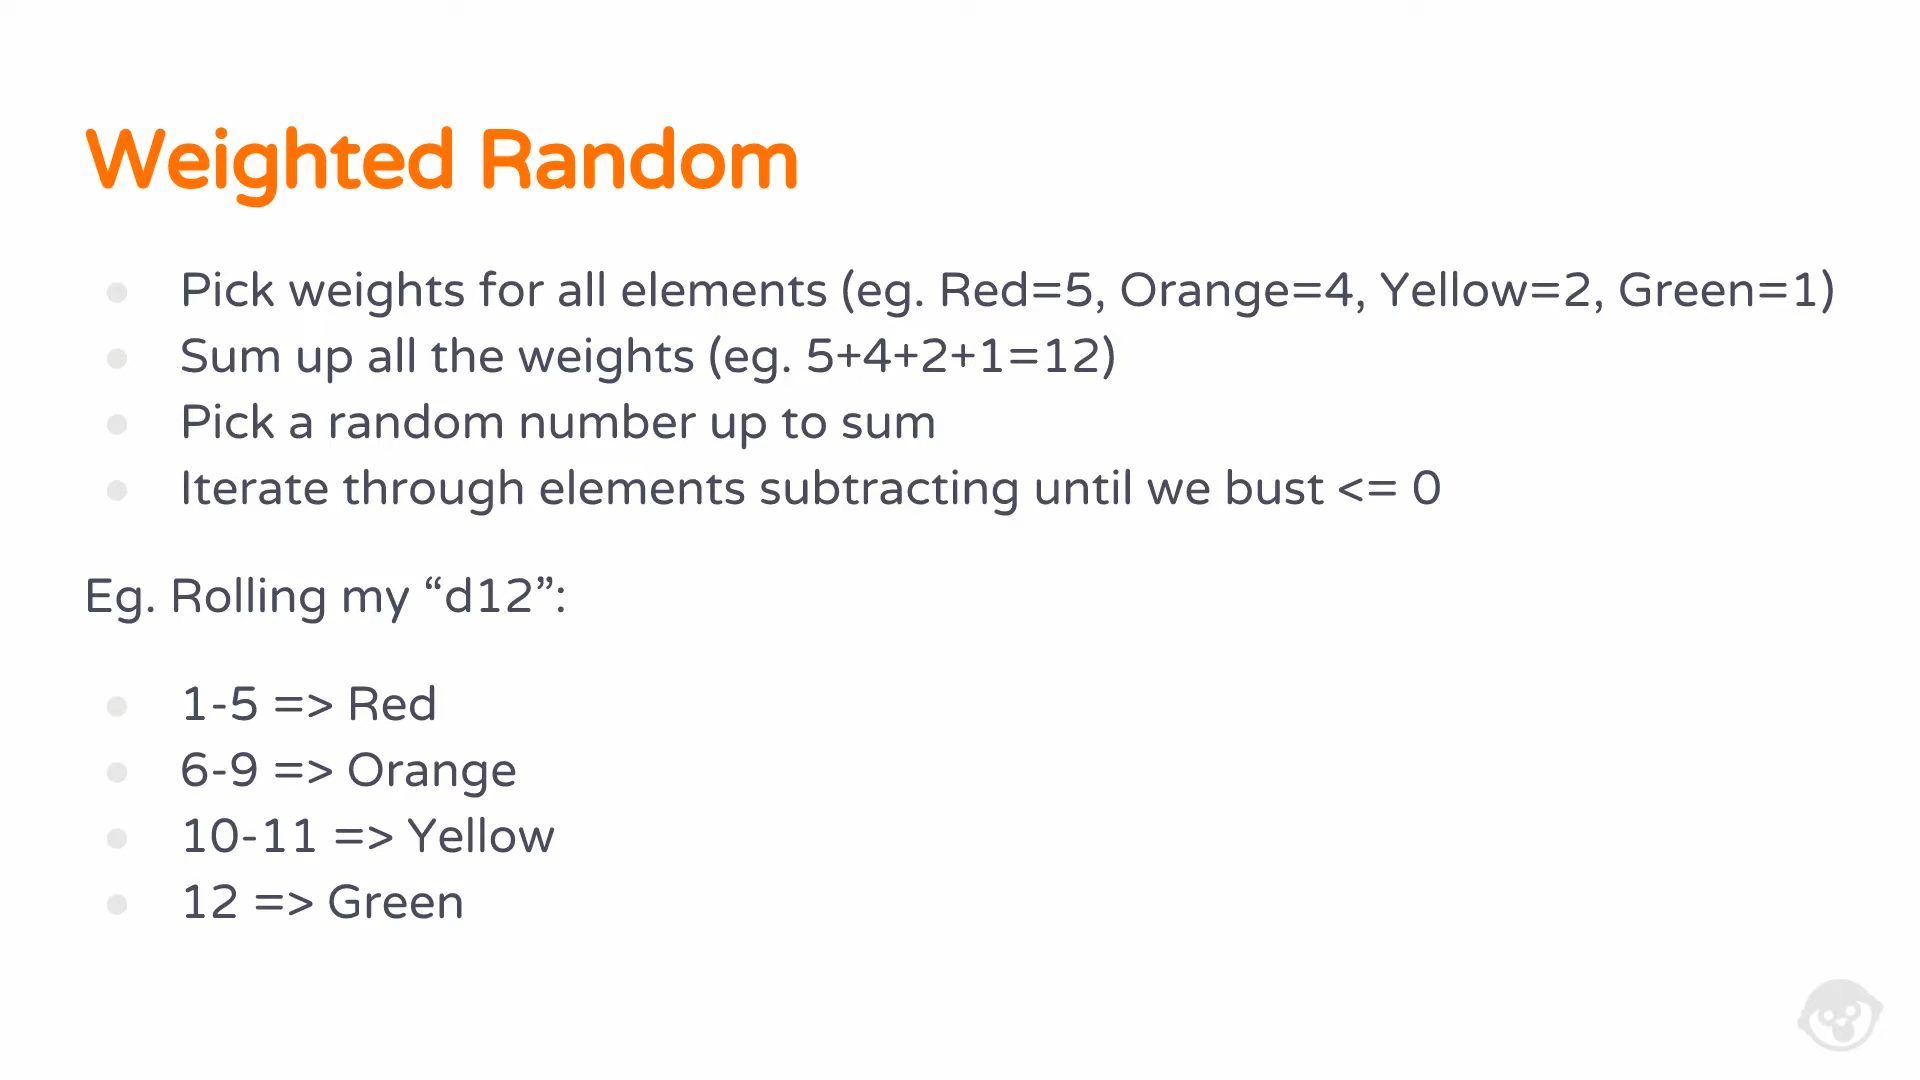 Weighted Random
Pick weights for all elements (eg. Red=5, Orange=4, Yellow=2, Green=1)
Sum up all the weights (eg. 5+4+2+1=12)
Pick a random number up to sum
Iterate through elements subtracting until we bust <= 0
Eg. Rolling my “d12”:
1-5 => Red
6-9 => Orange
10-11 => Yellow
12 => Green